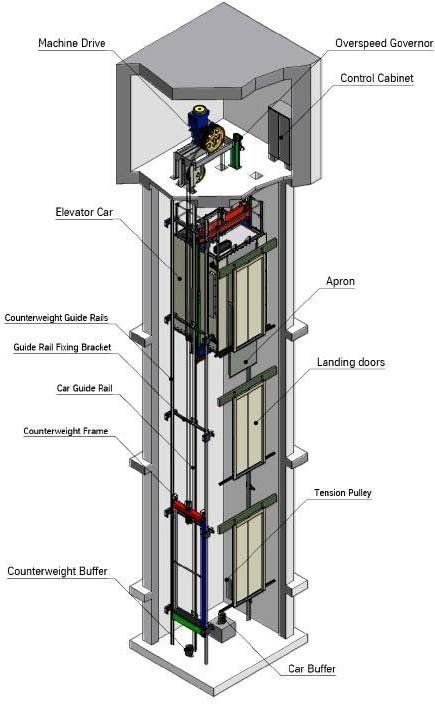 Machine Drive
Overspeed Governor
Control Cabinet
Elevator Car
Apron
Counterweight Guide Rails
Guide Rail Fixing Bracket
Landing doors
Car Guide Rail
Counterweight Frame
Tension Pulley
Counterweight Buffer
Car Buffer